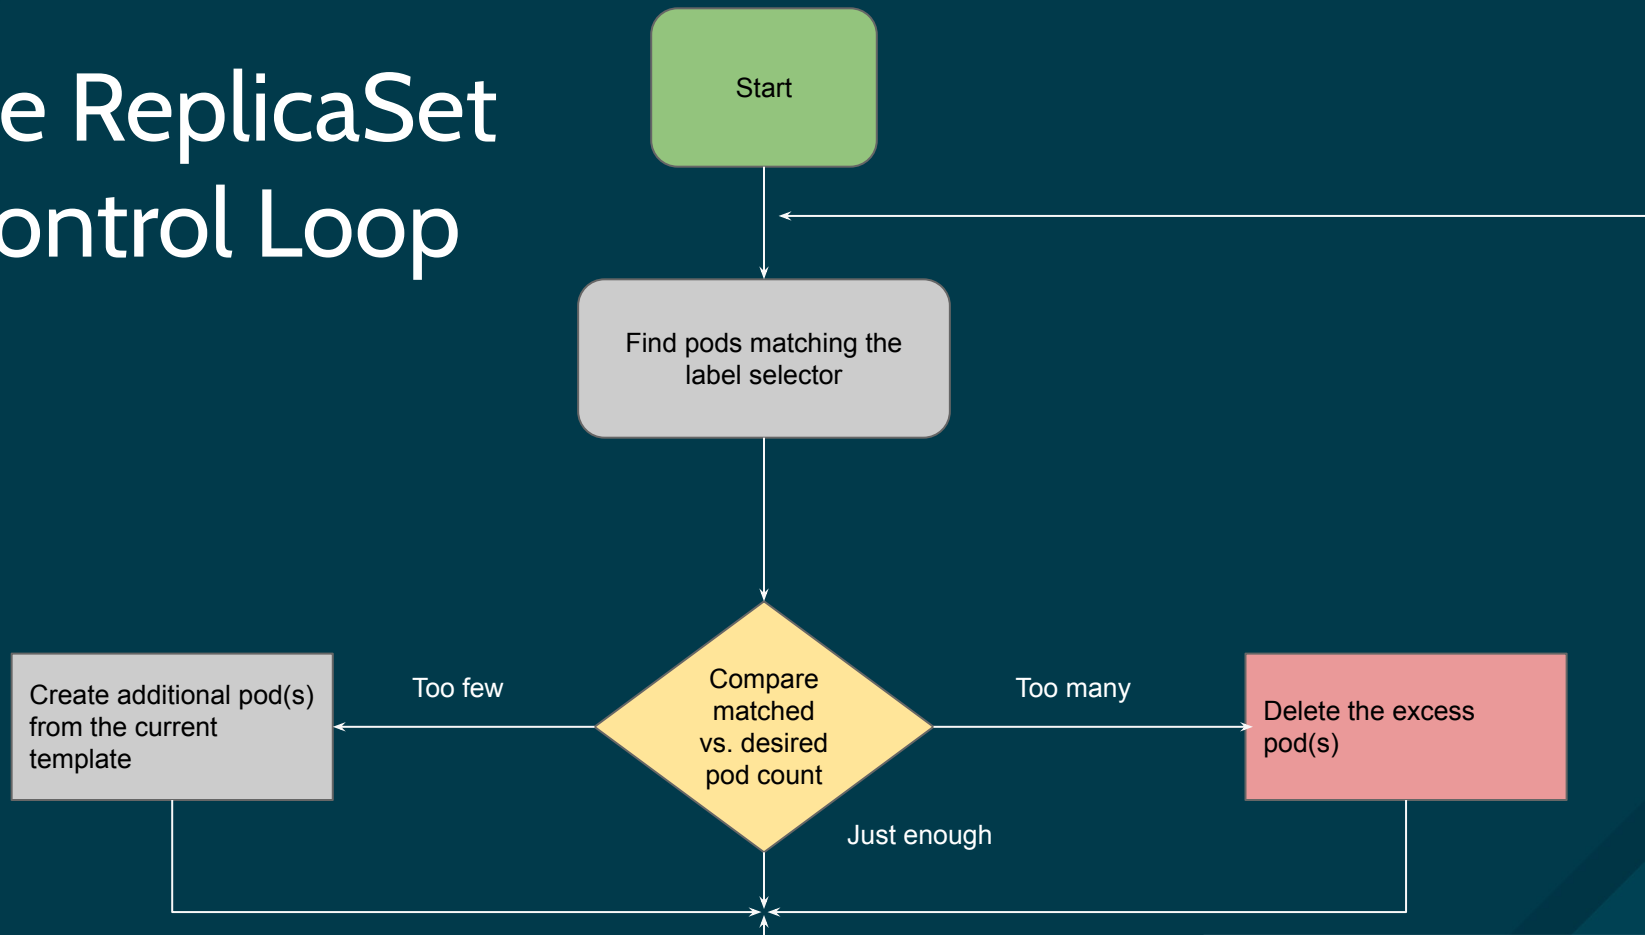 e ReplicaSet
ontrol Loop
Start
Find pods matching the
label selector
Create additional pod(s)
from the current
template
Too few
Compare
matched
vs. desired
pod count
Too many
Delete the excess
pod(s)
Just enough